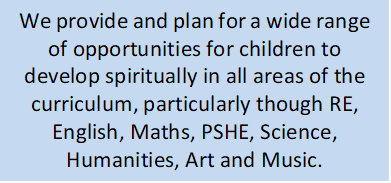 We provide and plan for a wide range
of opportunities for children to
develop spiritually in all areas of the
curriculum, particularly though RE,
English, Maths, PSHE, Science,
Humanities, Art and Music.